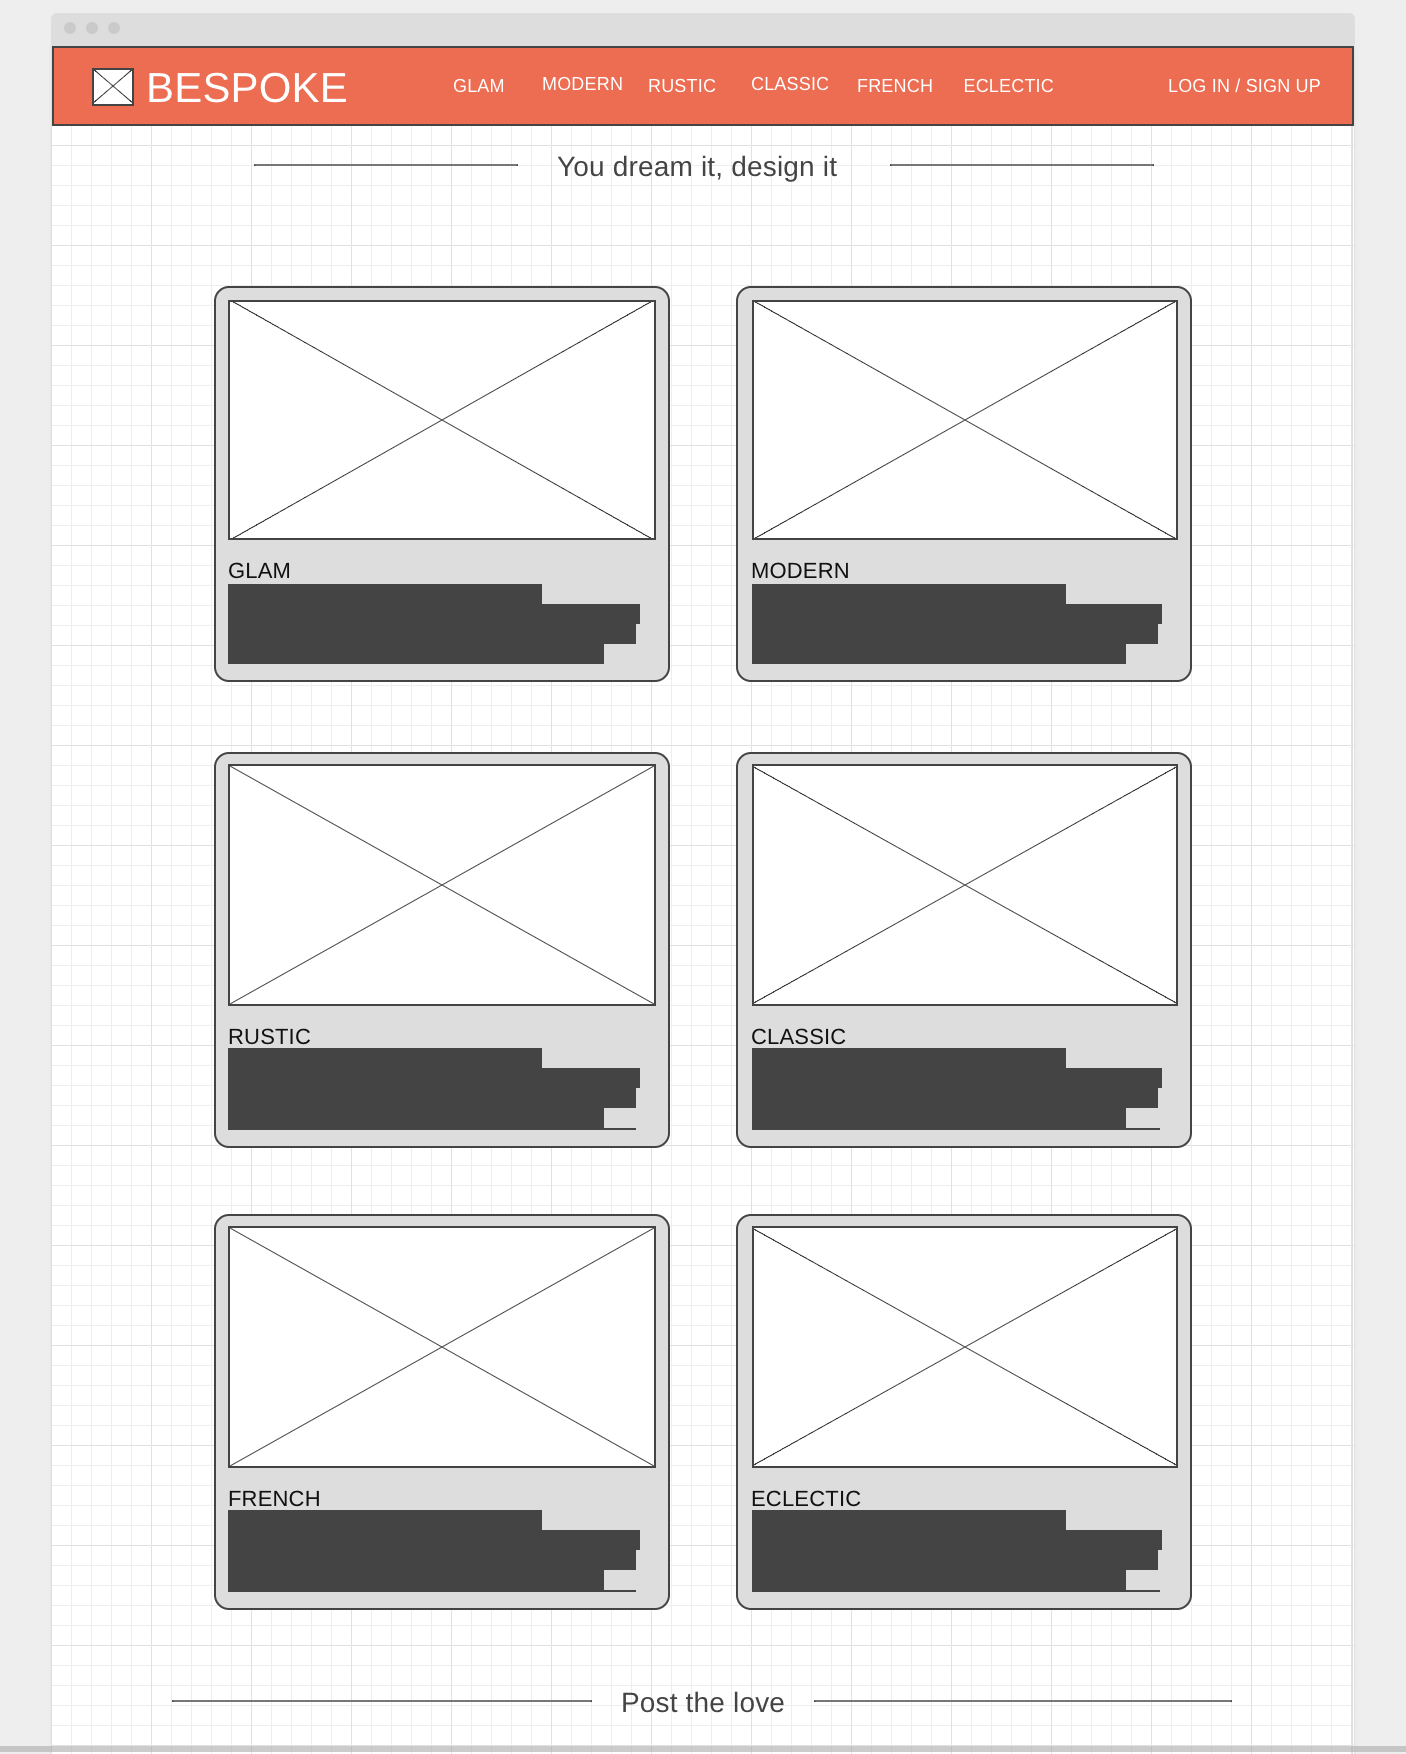 BESPOKE
GLAM MODERN RUSTIC CLASSIC FRENCH ECLECTIC LOG IN / SIGN UP
You dream it, design it
GLAM
MODERN
RUSTIC
CLASSIC
FRENCH
ECLECTIC
Post the love